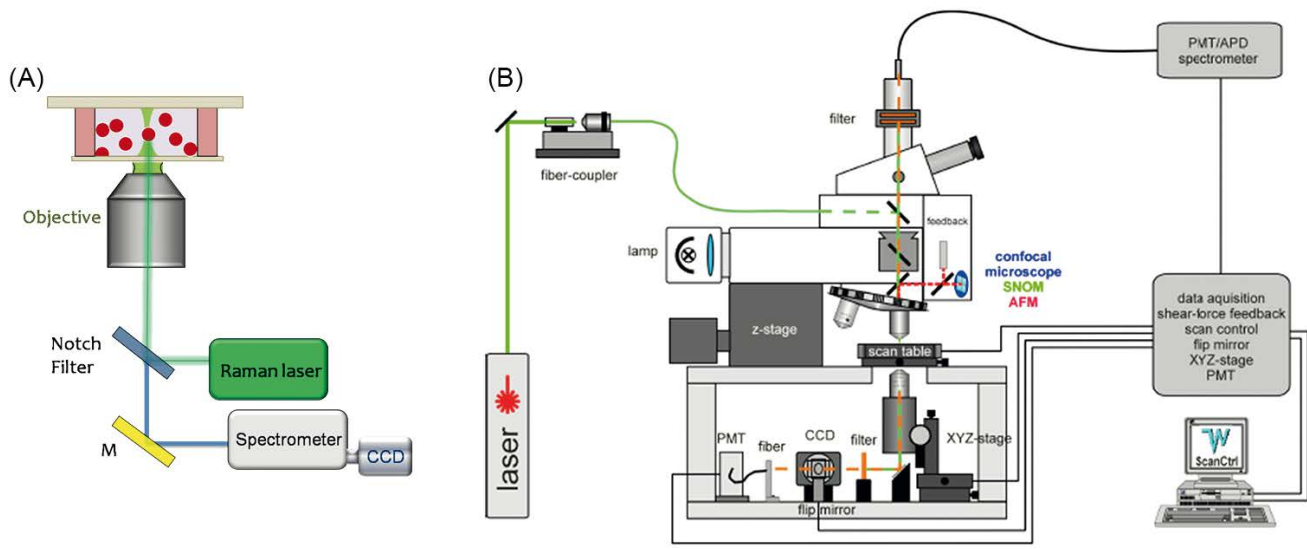 (A)
Objective
Notch
Filter
Raman laser
M
Spectrometer
CCD
(B)
PMT/APD
spectrometer
filter
fiber-coupler
feedback
lamp
confocal
microscope
SNOM
AFM
z-stage
scan table
data aquisition
shear-force feedback
scan control
flip mirror
XYZ-stage
PMT
laser
PMT
fiber
CCD
filter
XYZ-stage
flip mirror
W
ScanCtrl